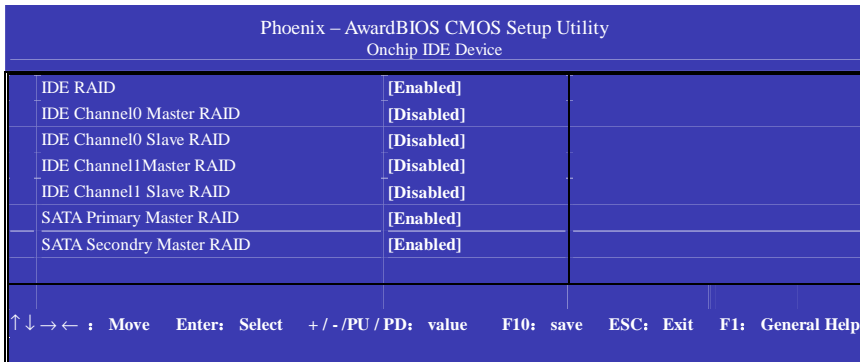 Phoenix – AwardBIOS CMOS Setup Utility
Onchip IDE Device
IDE RAID [Enabled]
IDE Channel0 Master RAID [Disabled]
IDE Channel0 Slave RAID [Disabled]
IDE Channel1Master RAID [Disabled]
IDE Channel1 Slave RAID [Disabled]
SATA Primary Master RAID [Enabled]
SATA Secondry Master RAID [Enabled]
↑↓→← ： Move Enter： Select + / - /PU / PD： value F10： save ESC： Exit F1： General Help